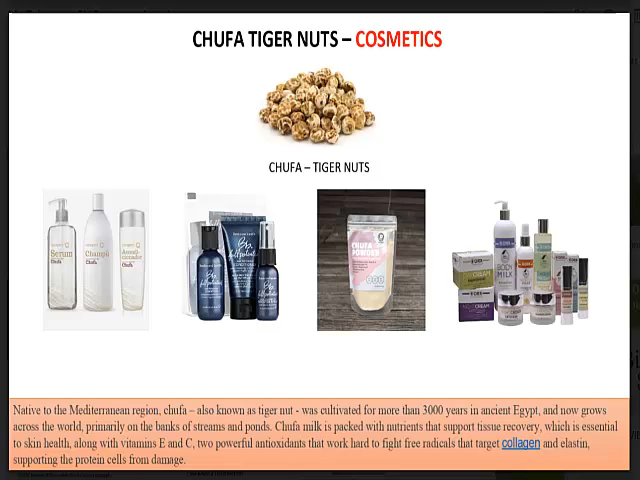 CHUFA TIGER NUTS – COSMETICS
CHUFA – TIGER NUTS
Serum
Chufa
Champú
Chufa
Chufa
Bb.
Bb.
Bb.
CHUFA
POWDER
BODY
MILK
CREAM
Native to the Mediterranean region, chufa – also known as tiger nut - was cultivated for more than 3000 years in ancient Egypt, and now grows
across the world, primarily on the banks of streams and ponds. Chufa milk is packed with nutrients that support tissue recovery, which is essential
to skin health, along with vitamins E and C, two powerful antioxidants that work hard to fight free radicals that target collagen and elastin,
supporting the protein cells from damage.